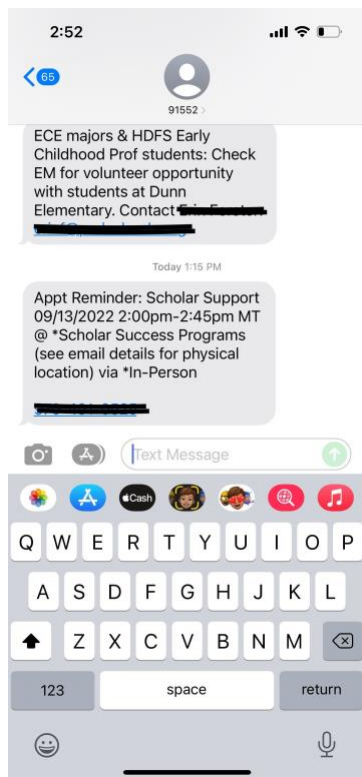 2:52
65
91552
ECE majors & HDFS Early
Childhood Prof students: Check
EM for volunteer opportunity
with students at Dunn
Elementary. Contact
Today 1:15 PM
Appt Reminder: Scholar Support
09/13/2022 2:00pm-2:45pm MT
@ *Scholar Success Programs
(see email details for physical
location) via *In-Person
Text Message
Cash
Q W E R T Y U I O P
A S D F G H J K L
Z X C V B N M
123 space return